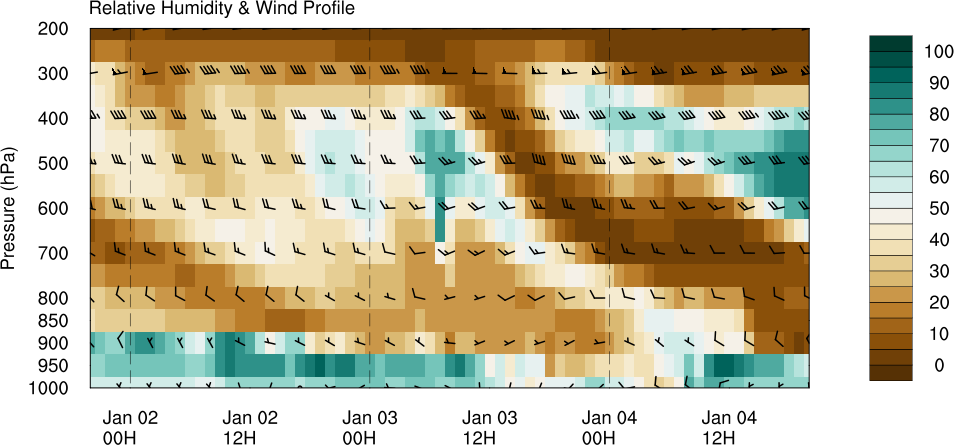 Relative Humidity & Wind Profile
200
300
400
500
600
700
800
850
900
950
1000
Pressure (hPa)
Jan 02
00H
Jan 02
12H
Jan 03
00H
Jan 03
12H
Jan 04
00H
Jan 04
12H
100
90
80
70
60
50
40
30
20
10
0